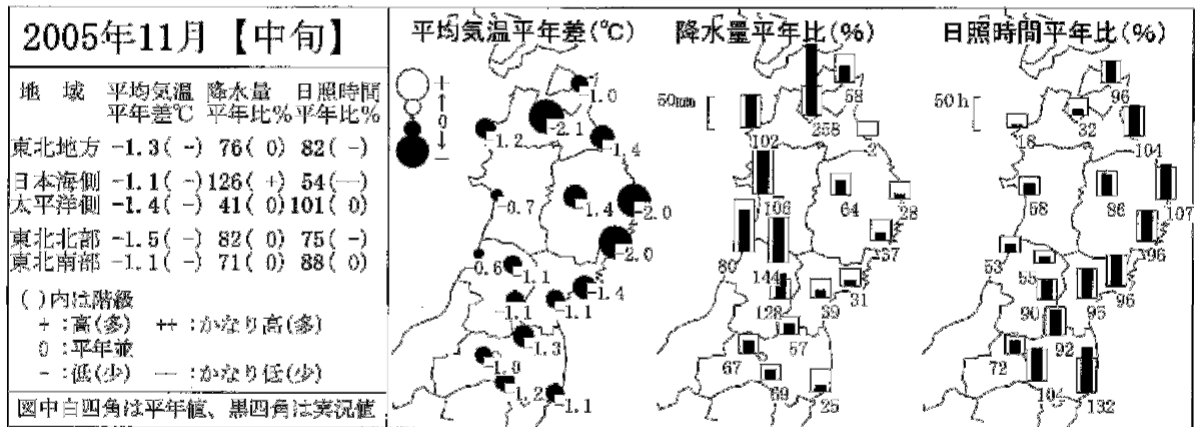 2005年11月【中旬】
地 域 平均気温 降水量 日照時間
平年差℃ 平年比% 平年比%
東北地方 -1.3( -) 76( 0) 82( -)
日本海側 -1.1( -) 126( +) 54(--)
太平洋側 -1.4( -) 41( 0) 101( 0)
東北北部 -1.5( -) 82( 0) 75( -)
東北南部 -1.1( -) 71( 0) 88( 0)
( )内は階級
+ :高(多) ++ :かなり高(多)
0 :平年並
- :低(少) -- :かなり低(少)
図中白四角は平年値、黒四角は実況値
平均気温平年差(℃)
+
0
-
-1.0
-2.1
-1.2
-1.4
-0.7
-1.4
-2.0
-2.0
-1.1
-1.4
-1.1
-1.1
-1.3
-1.2
-1.1
降水量平年比(%)
50mm
58
258
102
2
106
64
28
37
80
144
31
39
128
57
67
69
25
日照時間平年比(%)
50h
96
32
18
104
58
86
107
96
53
55
96
90
95
92
72
104
132